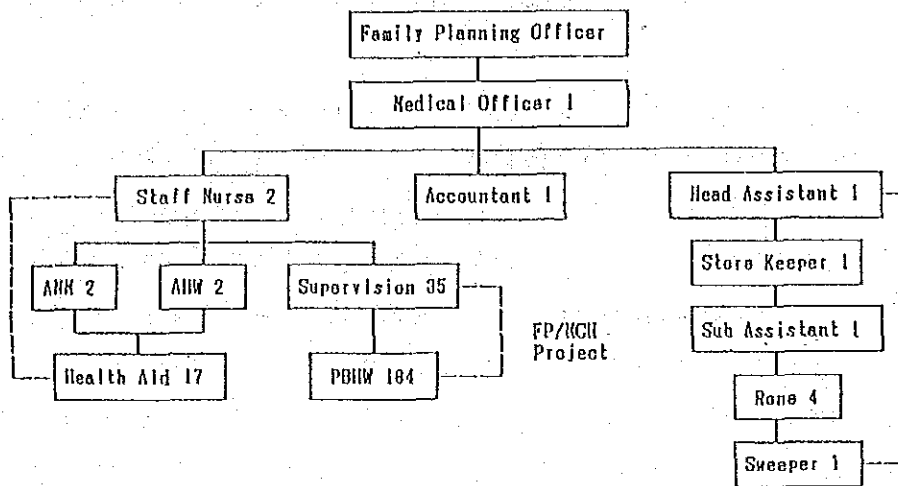 Family Planning Officer
Medical Officer 1
Staff Nurse 2
Accountant 1
Head Assistant 1
ANM 2
AHW 2
Supervision 35
Store Keeper 1
FP/MCH
Project
Sub Assistant 1
Health Aid 17
PBHW 184
Rone 4
Sweeper 1